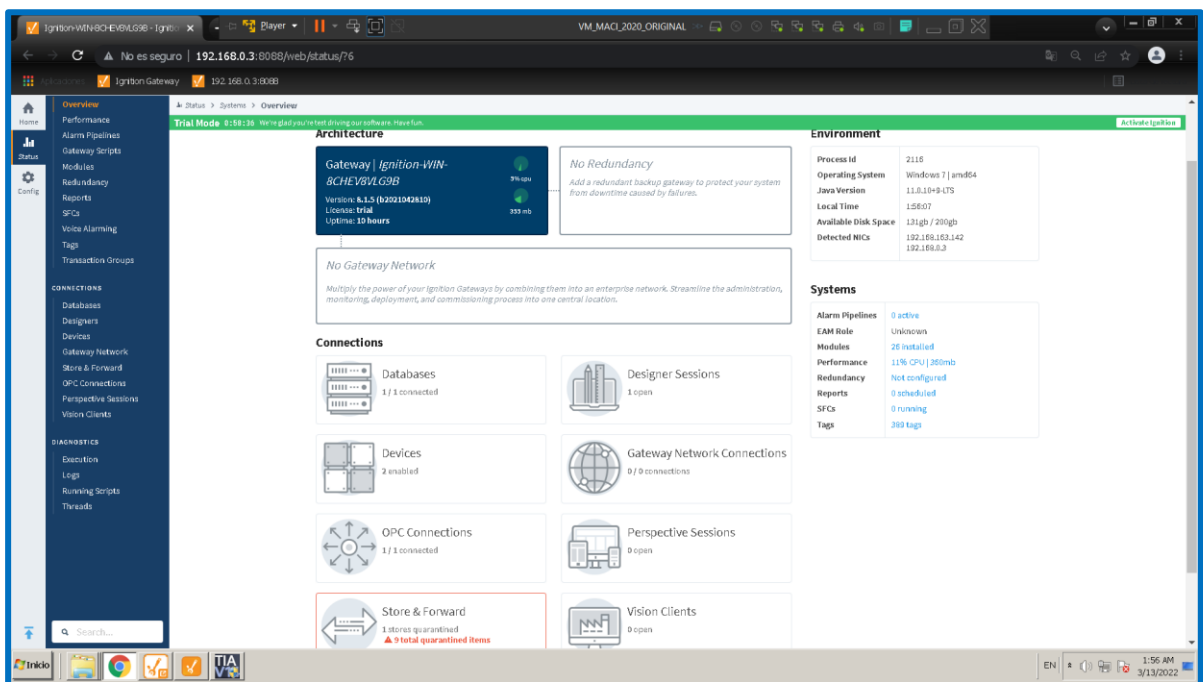 Ignition-WIN-8CHEV8VLG9B - Igniti
Player
VM_MACI_2020_ORIGINAL
No es seguro | 192.168.0.3:8088/web/status/?6
Ignition Gateway
192.168.0.3:8088
Home
Status
Config
Overview
Performance
Alarm Pipelines
Gateway Scripts
Modules
Redundancy
Reports
SFCs
Voice Alarming
Tags
Transaction Groups
CONNECTIONS
Databases
Designers
Devices
Gateway Network
Store & Forward
OPC Connections
Perspective Sessions
Vision Clients
DIAGNOSTICS
Execution
Logs
Running Scripts
Threads
Search...
Status > Systems > Overview
Trial Mode 0:58:36 We're glad you're test driving our software. Have fun.
Activate Ignition
Architecture
Gateway | Ignition-WIN-
8CHEV8VLG9B
Version: 8.1.5 (b2021042810)
License: trial
Uptime: 10 hours
9% cpu
333 mb
No Redundancy
Add a redundant backup gateway to protect your system
from downtime caused by failures.
No Gateway Network
Multiply the power of your Ignition Gateways by combining them into an enterprise network. Streamline the administration,
monitoring, deployment, and commissioning process into one central location.
Connections
Databases
1 / 1 connected
Designer Sessions
1 open
Devices
2 enabled
Gateway Network Connections
0 / 0 connections
OPC Connections
1 / 1 connected
Perspective Sessions
0 open
Store & Forward
1 stores quarantined
9 total quarantined items
Vision Clients
0 open
Environment
Process Id 2116
Operating System Windows 7 | amd64
Java Version 11.0.10+9-LTS
Local Time 1:56:07
Available Disk Space 131gb / 200gb
Detected NICs 192.168.163.142
192.168.0.3
Systems
Alarm Pipelines 0 active
EAM Role Unknown
Modules 26 installed
Performance 11% CPU | 360mb
Redundancy Not configured
Reports 0 scheduled
SFCs 0 running
Tags 389 tags
Inicio
TIA
V15
EN
1:56 AM
3/13/2022